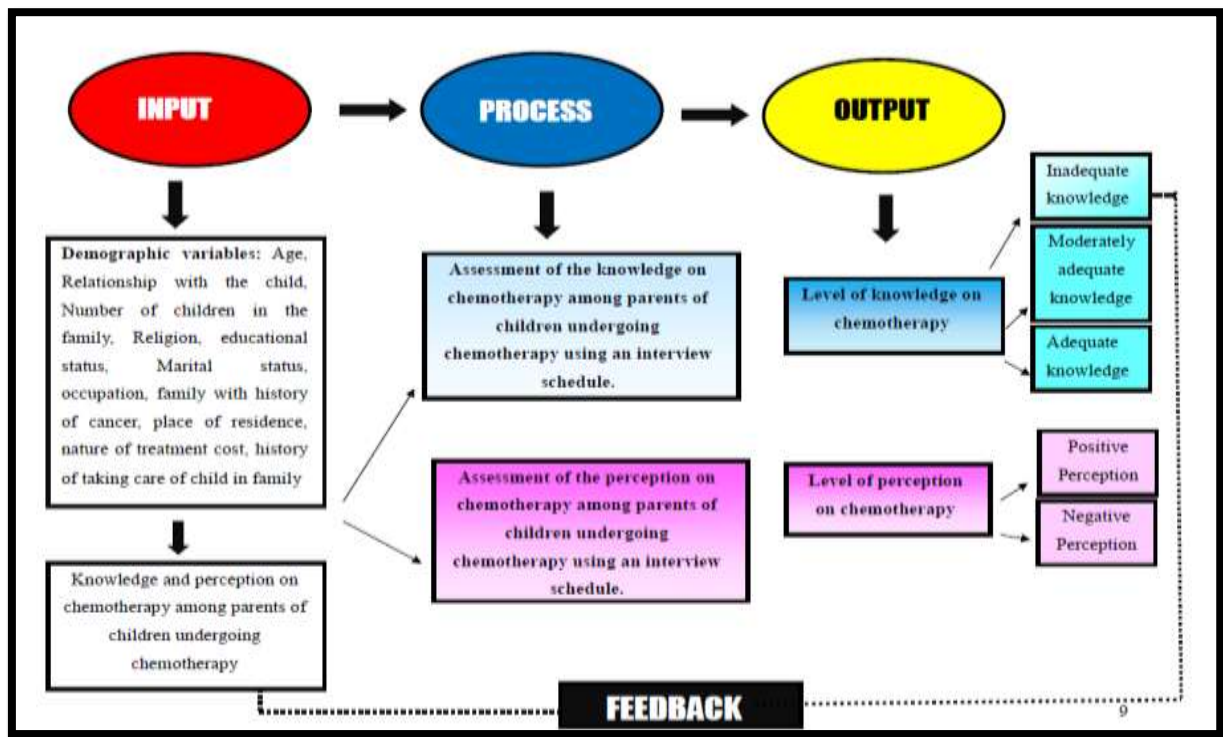 INPUT
PROCESS
OUTPUT
Demographic variables: Age,
Relationship with the child,
Number of children in the
family, Religion, educational
status, Marital status,
occupation, family with history
of cancer, place of residence,
nature of treatment cost, history
of taking care of child in family
Knowledge and perception on
chemotherapy among parents of
children undergoing
chemotherapy
Assessment of the knowledge on
chemotherapy among parents of
children undergoing
chemotherapy using an interview
schedule.
Assessment of the perception on
chemotherapy among parents of
children undergoing
chemotherapy using an interview
schedule.
Level of knowledge on
chemotherapy
Inadequate
knowledge
Moderately
adequate
knowledge
Adequate
knowledge
Level of perception
on chemotherapy
Positive
Perception
Negative
Perception
FEEDBACK
9